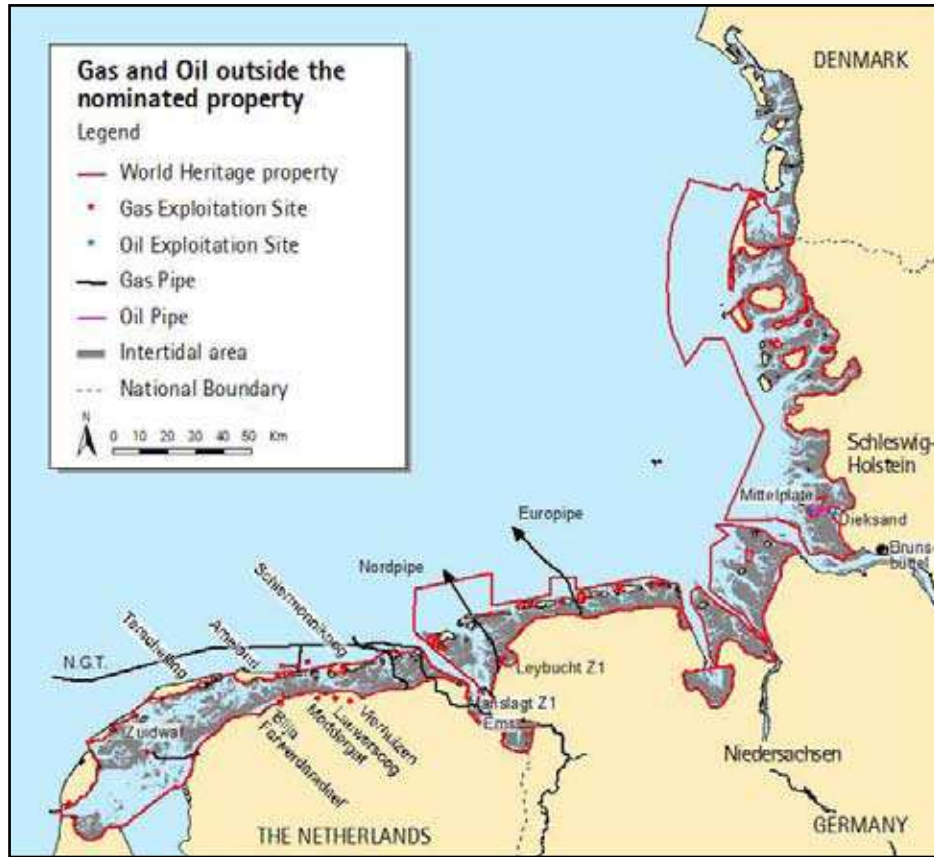 Gas and Oil outside the
nominated property
Legend
World Heritage property
Gas Exploitation Site
Oil Exploitation Site
Gas Pipe
Oil Pipe
Intertidal area
National Boundary
N
0 10 20 30 40 50 Km
DENMARK
Schleswig-
Holstein
Mittelplate
Dieksand
Bruns-
büttel
Europipe
Nordpipe
Schiermonnikoog
Ameland
Terschelling
N.G.T.
Leybucht Z1
Manslagt Z1
Ems
Zuidwal
Vierhuizen
Lauwersoog
Moddergat
Blija
Ferwerderadeel
Niedersachsen
THE NETHERLANDS
GERMANY